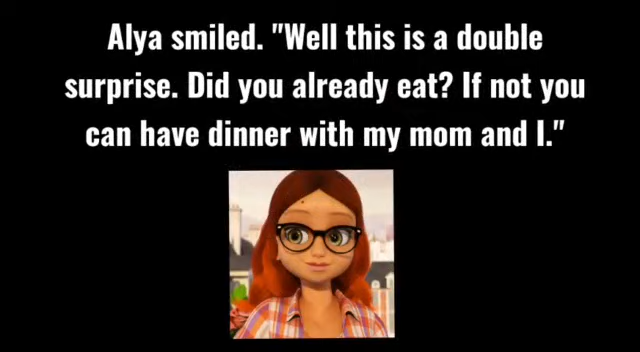 Alya smiled. "Well this is a double
surprise. Did you already eat? If not you
can have dinner with my mom and I."